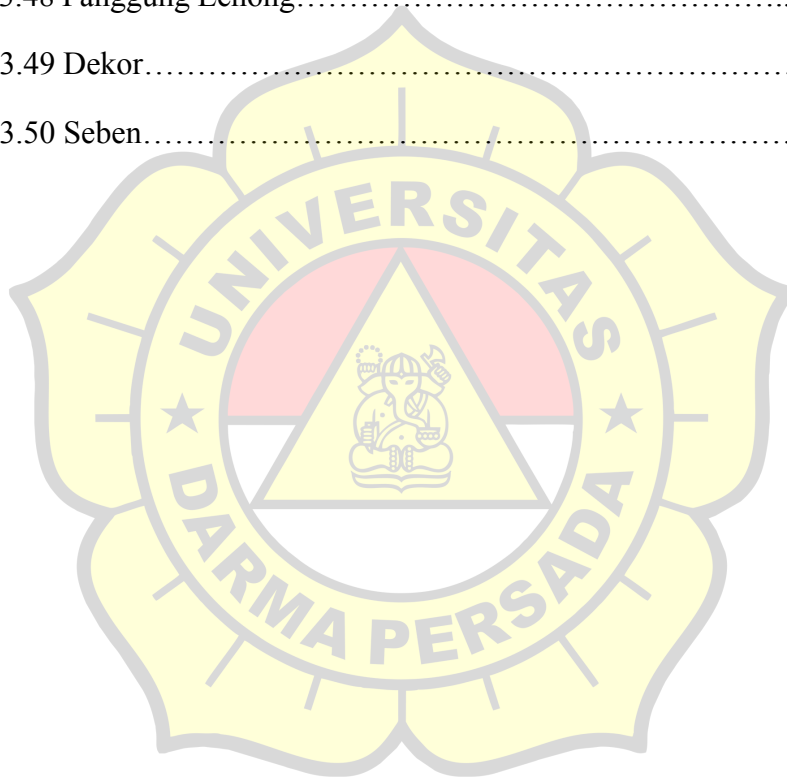 3.48 Panggung Lenong……………………………………………..
3.49 Dekor……………………………………………………………
3.50 Seben……………………………………………………………
UNIVERSITAS
DARMA PERSADA